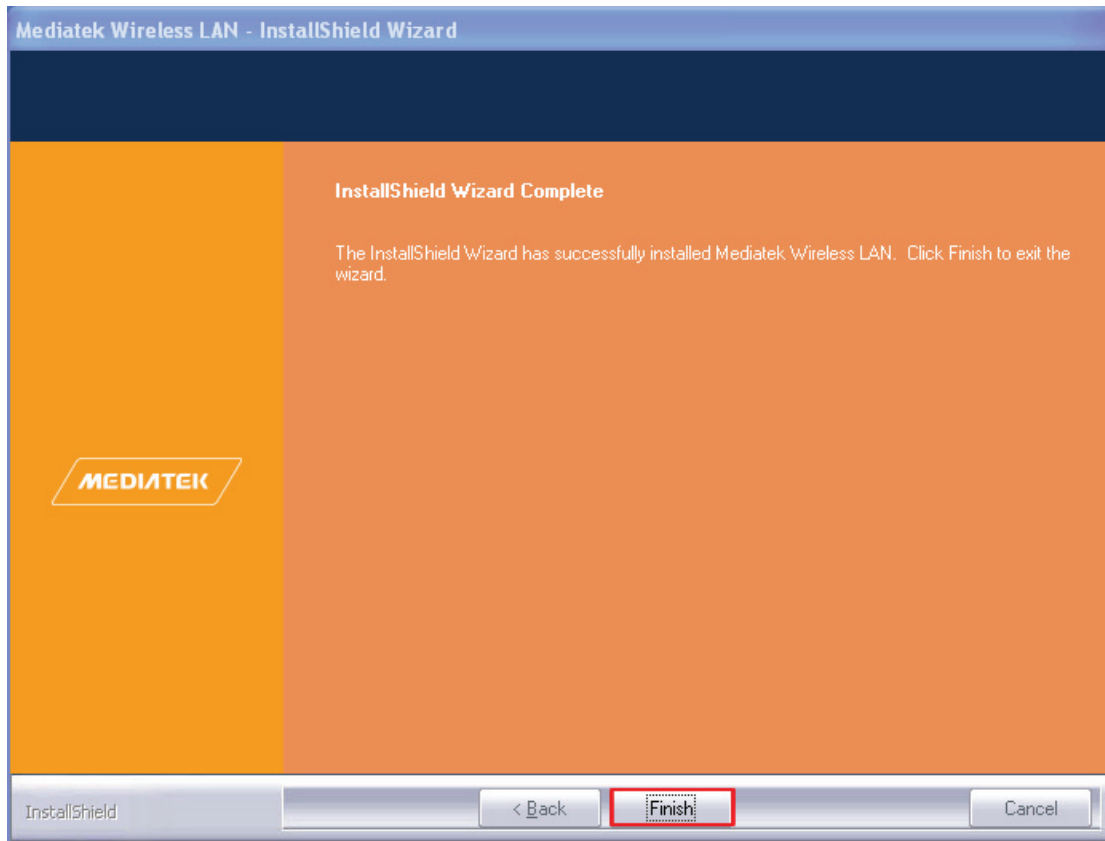 Mediatek Wireless LAN - InstallShield Wizard
InstallShield Wizard Complete
The InstallShield Wizard has successfully installed Mediatek Wireless LAN.  Click Finish to exit the
wizard.
MEDIATEK
InstallShield
< Back
Finish
Cancel